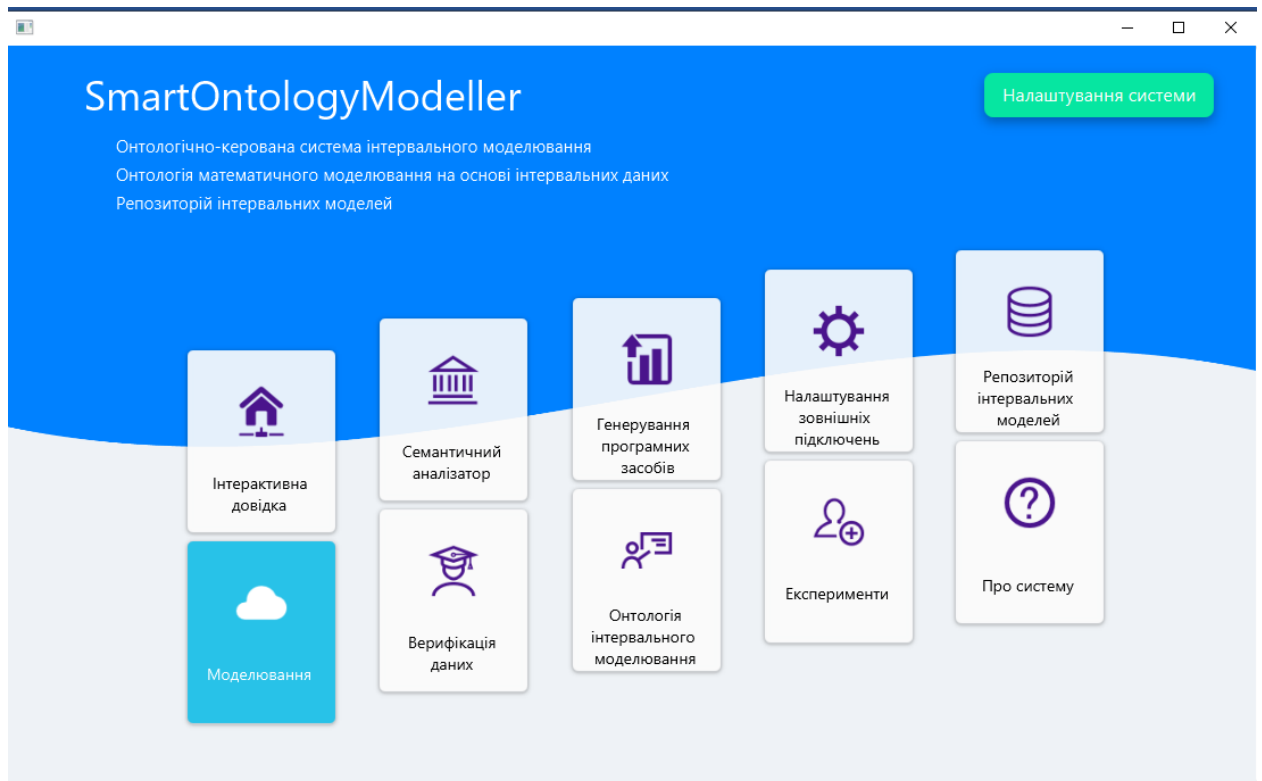 SmartOntologyModeller
Налаштування системи
Онтологічно-керована система інтервального моделювання
Онтологія математичного моделювання на основі інтервальних даних
Репозиторій інтервальних моделей
Інтерактивна
довідка
Семантичний
аналізатор
Генерування
програмних
засобів
Налаштування
зовнішніх
підключень
Репозиторій
інтервальних
моделей
Моделювання
Верифікація
даних
Онтологія
інтервального
моделювання
Експерименти
Про систему